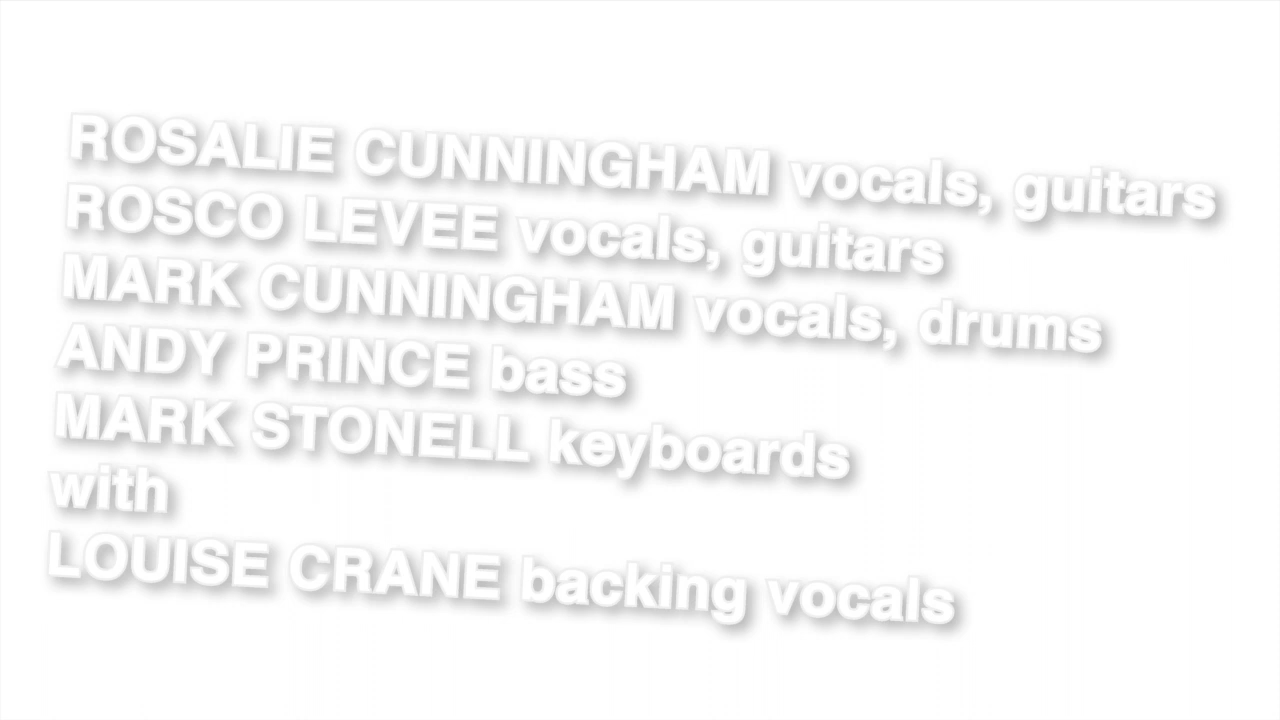 ROSALIE CUNNINGHAM vocals, guitars
ROSCO LEVEE vocals, guitars
MARK CUNNINGHAM vocals, drums
ANDY PRINCE bass
MARK STONELL keyboards
with
LOUISE CRANE backing vocals